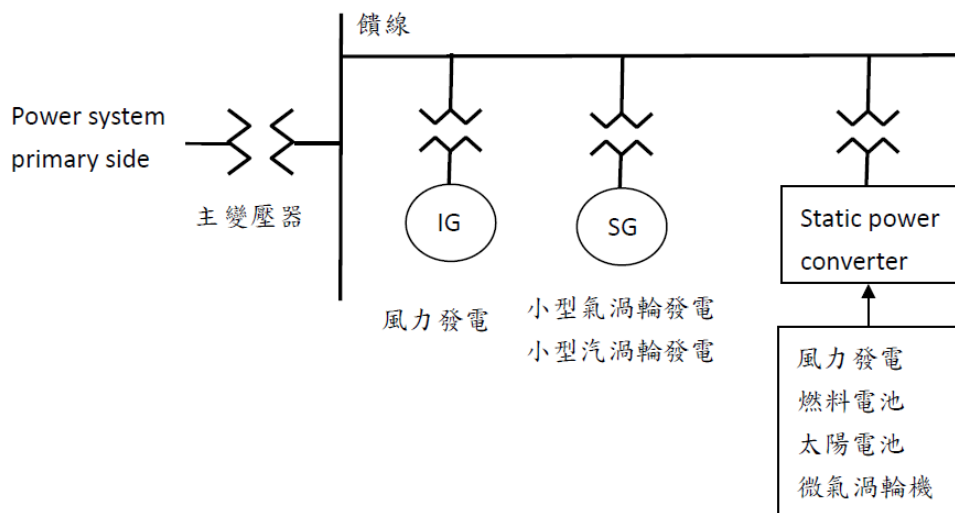 饋線
Power system
primary side
主變壓器
IG
SG
Static power
converter
風力發電
小型氣渦輪發電
小型汽渦輪發電
風力發電
燃料電池
太陽電池
微氣渦輪機